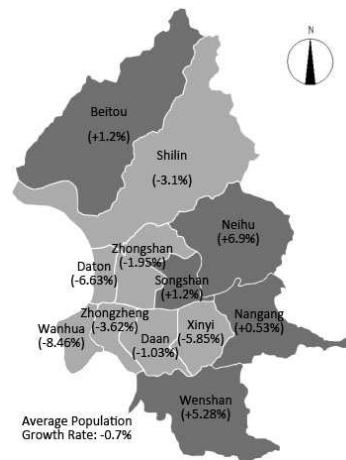 N
Beitou
(+1.2%)
Shilin
(-3.1%)
Neihu
(+6.9%)
Zhongshan
(-1.95%)
Daton
(-6.63%)
Songshan
(+1.2%)
Zhongzheng
(-3.62%)
Wanhua
(-8.46%)
Daan
(-1.03%)
Xinyi
(-5.85%)
Nangang
(+0.53%)
Wenshan
(+5.28%)
Average Population
Growth Rate: -0.7%